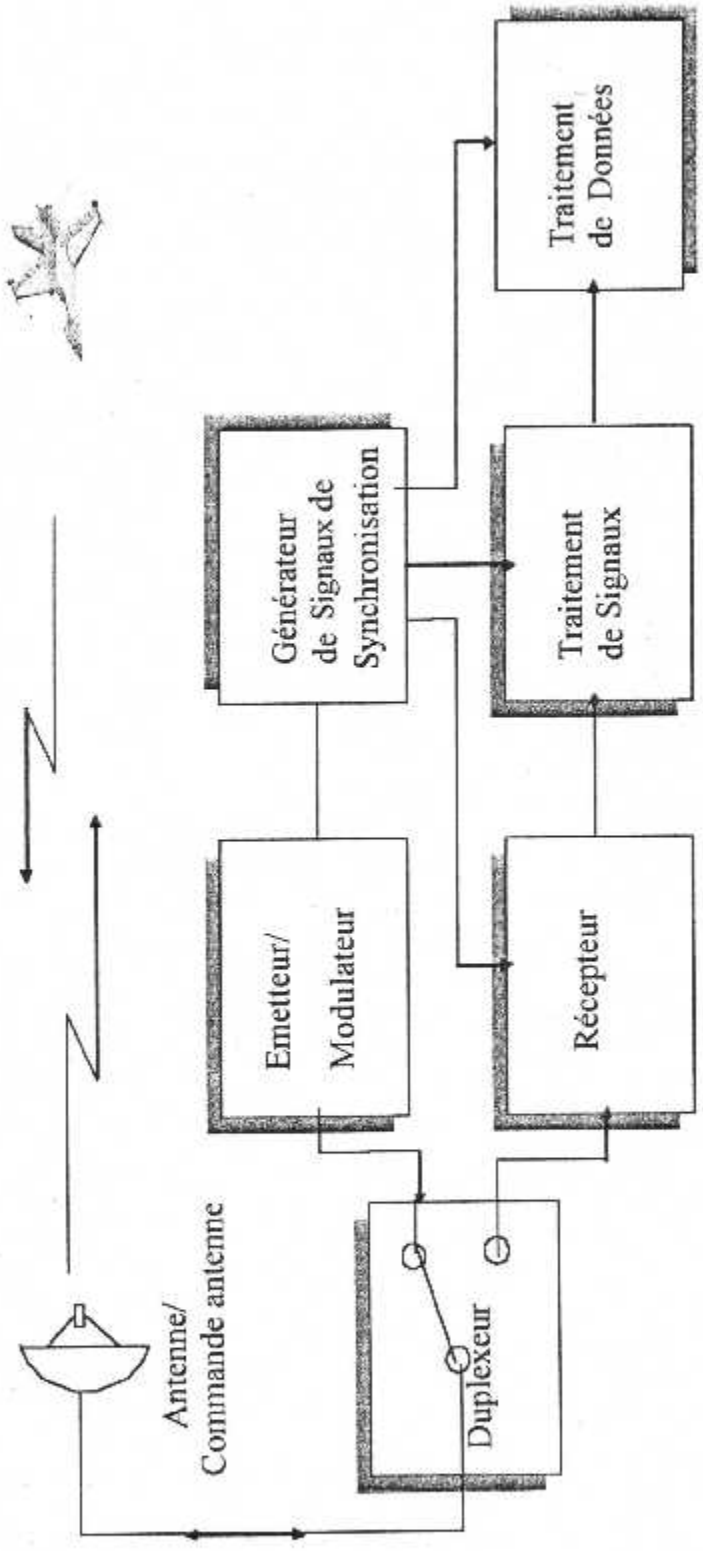 Antenne/
Commande antenne
Duplexeur
Emetteur/
Modulateur
Générateur
de Signaux de
Synchronisation
Récepteur
Traitement
de Signaux
Traitement
de Données